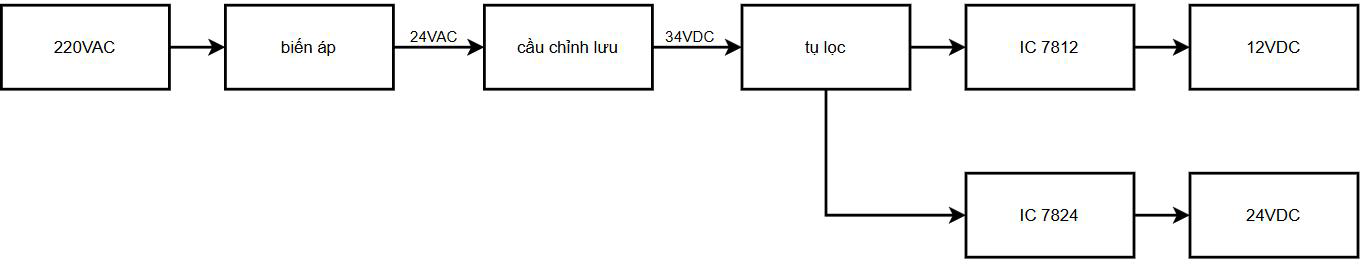 220VAC
biến áp
24VAC
cầu chỉnh lưu
34VDC
tụ lọc
IC 7812
12VDC
IC 7824
24VDC